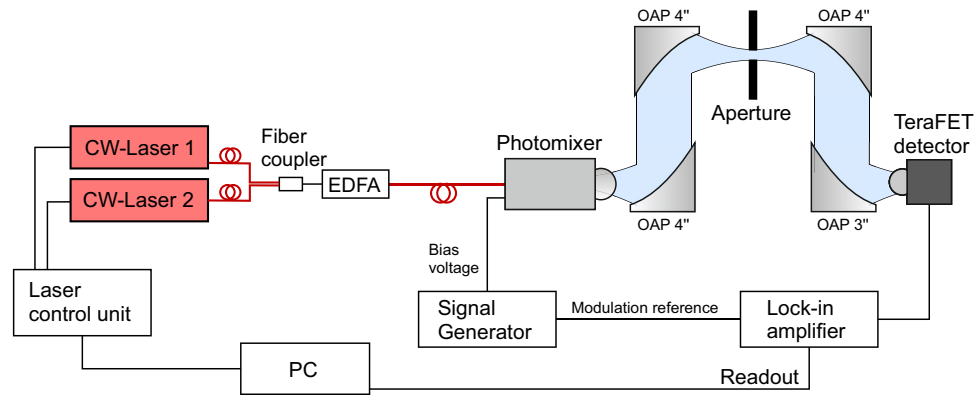 OAP 4"
OAP 4"
Aperture
TeraFET
detector
Photomixer
Fiber
coupler
CW-Laser 1
CW-Laser 2
EDFA
OAP 4"
OAP 3"
Bias
voltage
Laser
control unit
Signal
Generator
Modulation reference
Lock-in
amplifier
PC
Readout